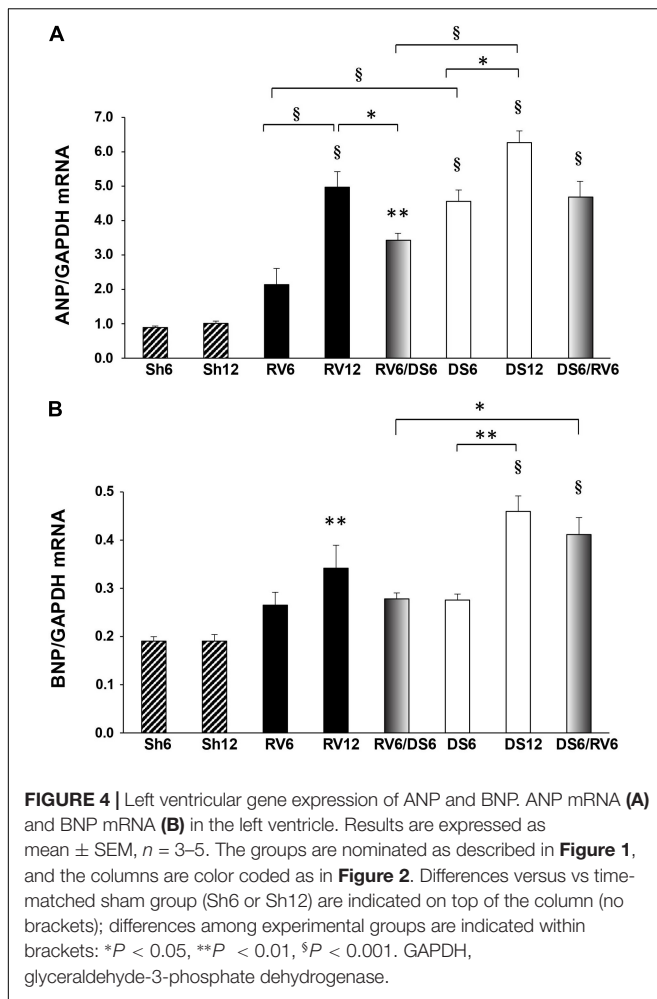 A
§
§
*
§
§
*
7.0
6.0
5.0
4.0
3.0
2.0
1.0
0.0
ANP/GAPDH mRNA
§
**
§
§
§
Sh6 Sh12 RV6 RV12 RV6/DS6 DS6 DS12 DS6/RV6
B
*
**
§
§
**
0.5
0.4
0.3
0.2
0.1
0.0
BNP/GAPDH mRNA
Sh6 Sh12 RV6 RV12 RV6/DS6 DS6 DS12 DS6/RV6
FIGURE 4 | Left ventricular gene expression of ANP and BNP. ANP mRNA (A)
and BNP mRNA (B) in the left ventricle. Results are expressed as
mean ± SEM, n = 3–5. The groups are nominated as described in Figure 1,
and the columns are color coded as in Figure 2. Differences versus vs time-
matched sham group (Sh6 or Sh12) are indicated on top of the column (no
brackets); differences among experimental groups are indicated within
brackets: *P < 0.05, **P < 0.01, §P < 0.001. GAPDH,
glyceraldehyde-3-phosphate dehydrogenase.